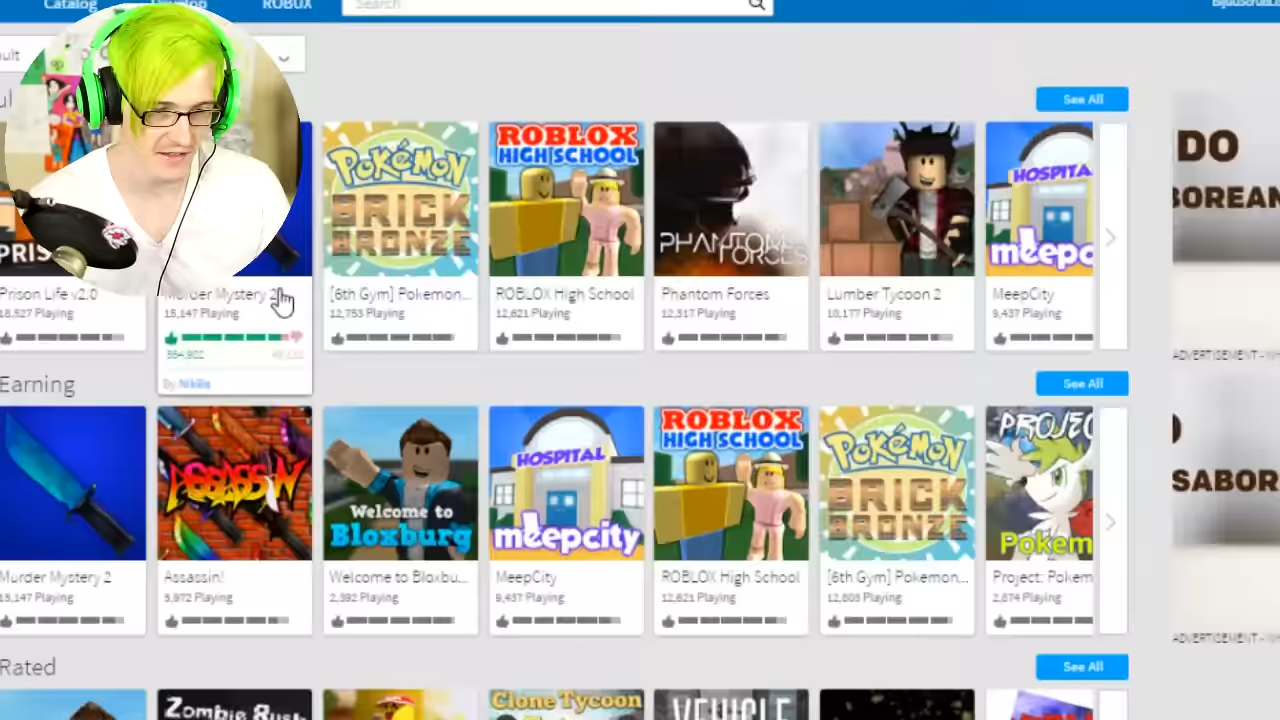 Catalog Develop ROBUX Search
See All
POKéMON BRICK BRONZE
ROBLOX HIGH SCHOOL
PHANTOM FORCES
HOSPITA
meepc
PRIS
Prison Life v2.0
18,527 Playing
Murder Mystery 2
15,147 Playing
By Nikilis
[6th Gym] Pokemon...
12,753 Playing
ROBLOX High School
12,621 Playing
Phantom Forces
12,317 Playing
Lumber Tycoon 2
10,177 Playing
MeepCity
9,437 Playing
DO
BOREAN
ADVERTISEMENT
Earning
See All
ASSASSIN
Welcome to Bloxburg
HOSPITAL
meepcity
ROBLOX HIGH SCHOOL
POKéMON BRICK BRONZE
PROJEC
Pokem
Murder Mystery 2
15,147 Playing
Assassin!
5,972 Playing
Welcome to Bloxbu...
2,392 Playing
MeepCity
9,437 Playing
ROBLOX High School
12,621 Playing
[6th Gym] Pokemon...
Project: Pokem
2,674 Playing
SABOR
ADVERTISEMENT
Rated
See All
Zombie Rush
Clone Tycoon
VEHICLE